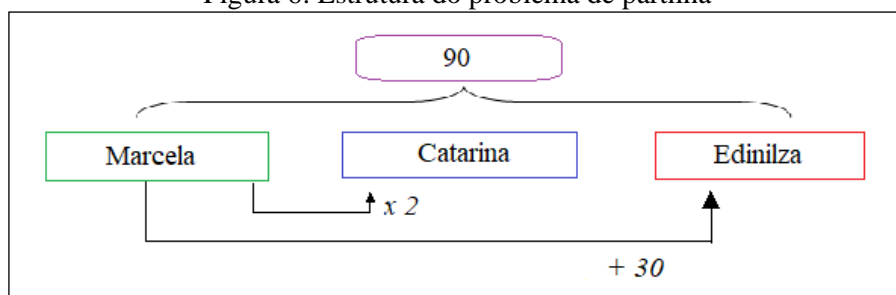 Figura 6: Estrutura do problema de partilha
90
Marcela
Catarina
Edinilza
x 2
+ 30